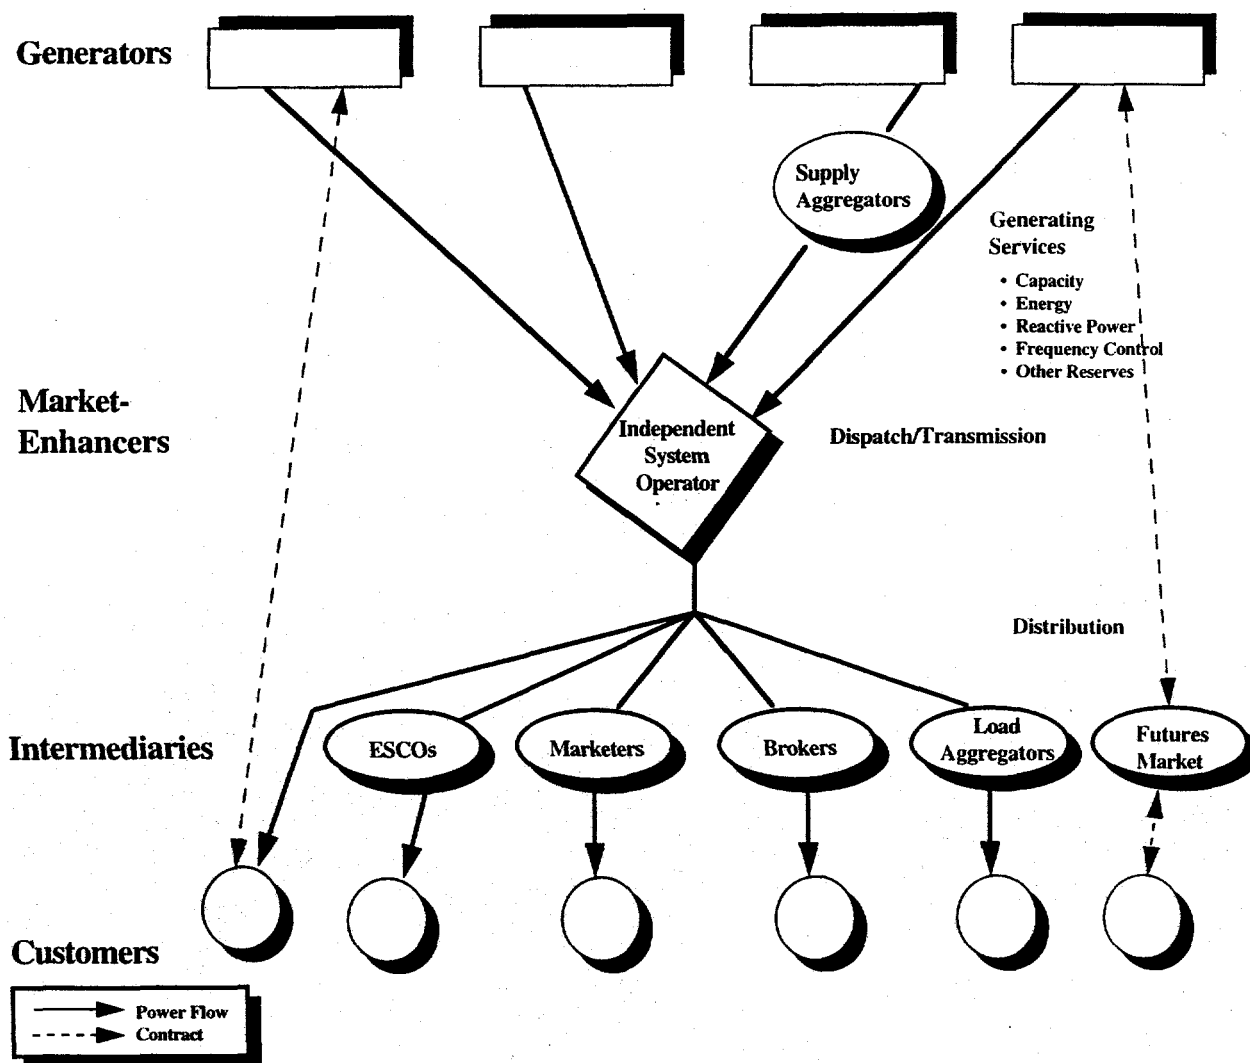 Generators
Supply
Aggregators
Generating
Services
• Capacity
• Energy
• Reactive Power
• Frequency Control
• Other Reserves
Market-
Enhancers
Independent
System
Operator
Dispatch/Transmission
Distribution
Intermediaries
ESCOs
Marketers
Brokers
Load
Aggregators
Futures
Market
Customers
Power Flow
Contract